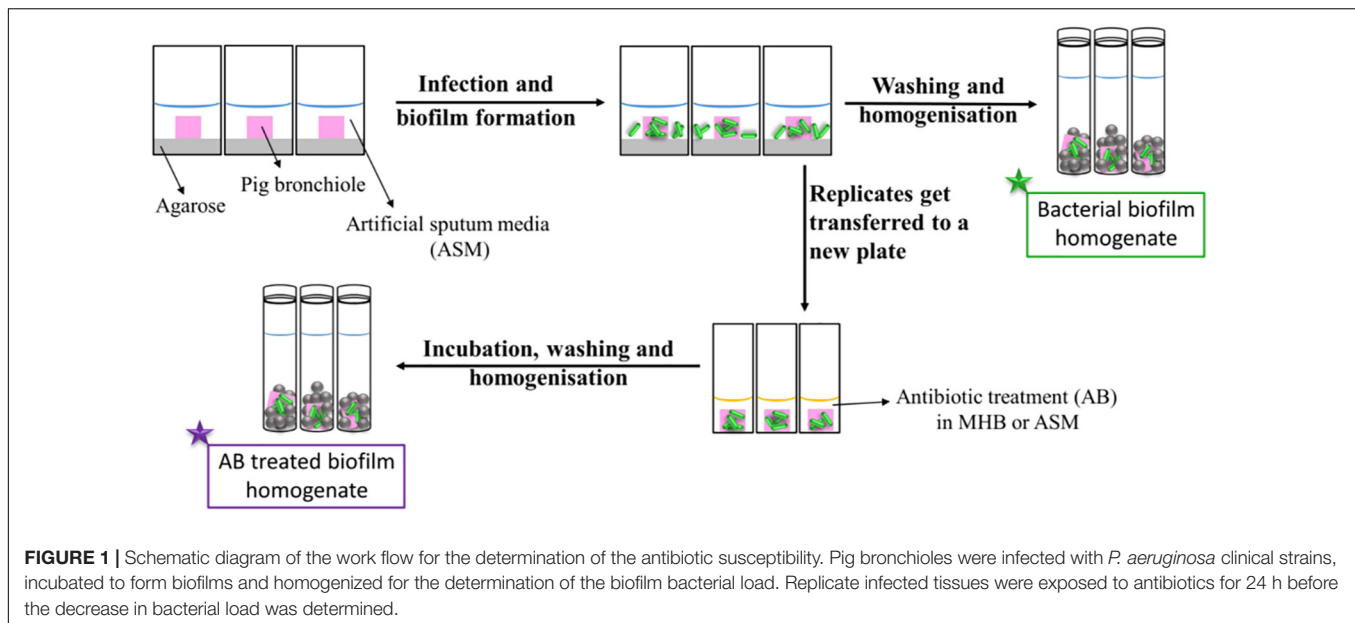 Infection and
biofilm formation
Washing and
homogenisation
Agarose
Pig bronchiole
Artificial sputum media
(ASM)
Replicates get
transferred to a
new plate
Bacterial biofilm
homogenate
Incubation, washing and
homogenisation
Antibiotic treatment (AB)
in MHB or ASM
AB treated biofilm
homogenate
FIGURE 1 | Schematic diagram of the work flow for the determination of the antibiotic susceptibility. Pig bronchioles were infected with P. aeruginosa clinical strains,
incubated to form biofilms and homogenized for the determination of the biofilm bacterial load. Replicate infected tissues were exposed to antibiotics for 24 h before
the decrease in bacterial load was determined.